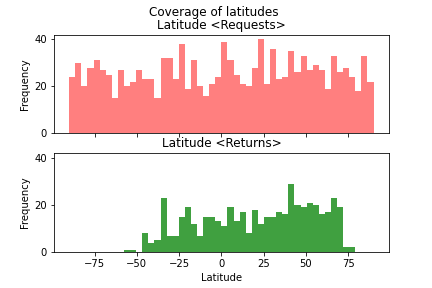 Coverage of latitudes
Latitude <Requests>
40
20
0
Frequency
Latitude <Returns>
40
20
0
Frequency
−75 −50 −25 0 25 50 75
Latitude